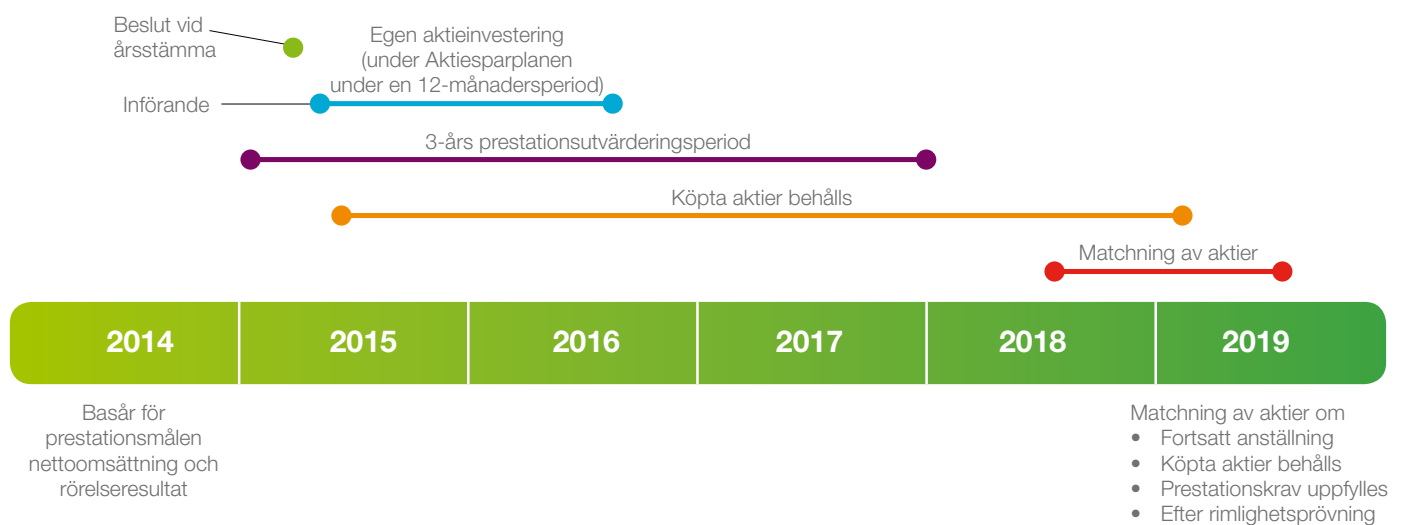 Beslut vid
årsstämma
Egen aktieinvestering
(under Aktiesparplanen
under en 12-månadersperiod)
Införande
3-års prestationsutvärderingsperiod
Köpta aktier behålls
Matchning av aktier
2014
2015
2016
2017
2018
2019
Basår för
prestationsmålen
nettoomsättning och
rörelseresultat
Matchning av aktier om
• Fortsatt anställning
• Köpta aktier behålls
• Prestationskrav uppfylles
• Efter rimlighetsprövning